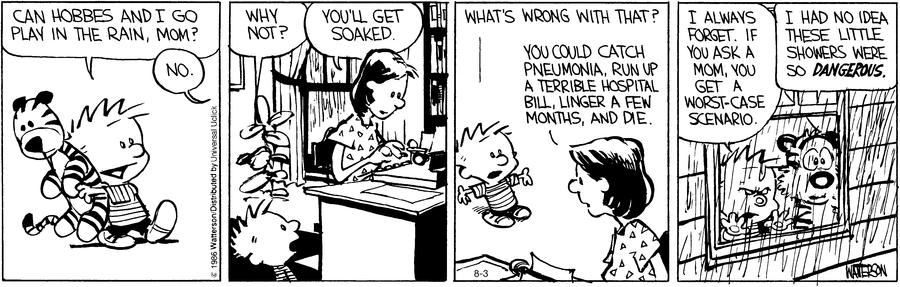 CAN HOBBES AND I GO
PLAY IN THE RAIN, MOM?
NO.
WHY
NOT?
YOU'LL GET
SOAKED.
© 1986 Watterson/Distributed by Universal Uclick
WHAT'S WRONG WITH THAT?
YOU COULD CATCH
PNEUMONIA, RUN UP
A TERRIBLE HOSPITAL
BILL, LINGER A FEW
MONTHS, AND DIE.
8-3
I ALWAYS
FORGET. IF
YOU ASK A
MOM, YOU
GET A
WORST-CASE
SCENARIO.
I HAD NO IDEA
THESE LITTLE
SHOWERS WERE
SO DANGEROUS.
WATTERSON